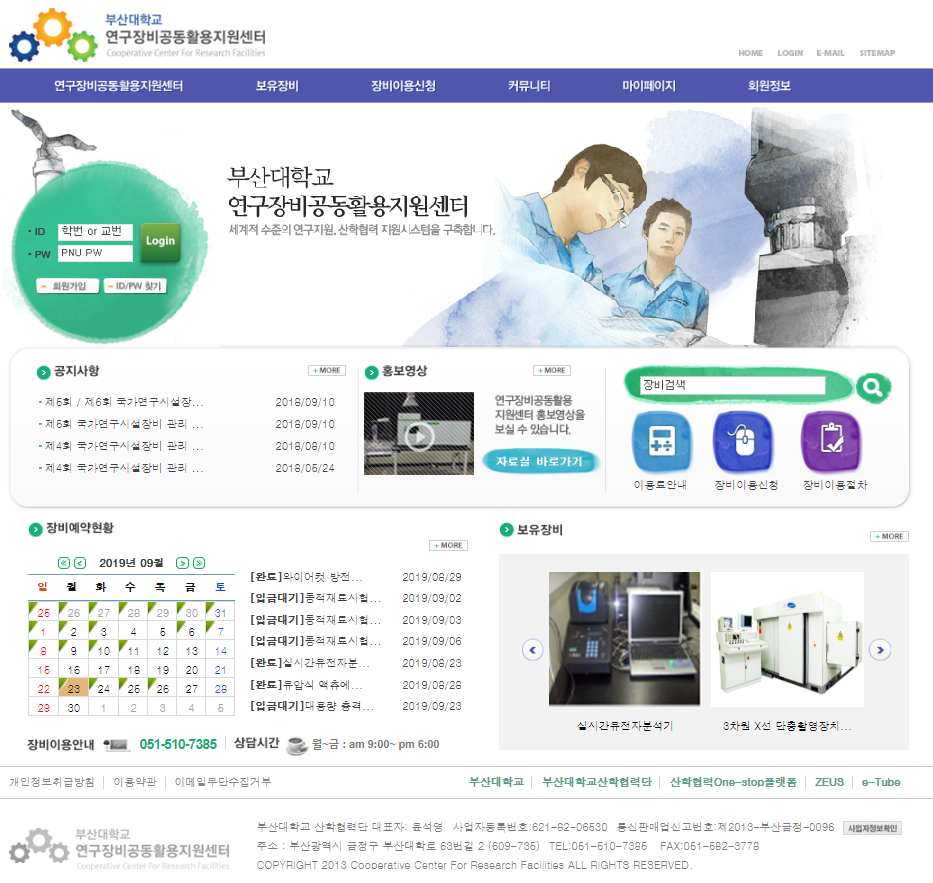 부산대학교
연구장비공동활용지원센터
Cooperative Center For Research Facilities
HOME LOGIN E-MAIL SITEMAP
연구장비공동활용지원센터 보유장비 장비이용신청 커뮤니티 마이페이지 회원정보
부산대학교
연구장비공동활용지원센터
세계적 수준의 연구지원, 산학협력 지원시스템을 구축합니다.
ID 학번 or 교번
PW PNU PW
Login
회원가입 ID/PW 찾기
공지사항 +MORE
- 제5회 / 제6회 국가연구시설장... 2018/09/10
- 제5회 국가연구시설장비 관리 ... 2018/09/10
- 제4회 국가연구시설장비 관리 ... 2018/08/10
- 제4회 국가연구시설장비 관리 ... 2018/05/24
홍보영상 +MORE
연구장비공동활용
지원센터 홍보영상을
보실 수 있습니다.
자료실 바로가기
장비검색
이용료안내 장비이용신청 장비이용절차
장비예약현황
+MORE
2019년 09월
일 월 화 수 목 금 토
25 26 27 28 29 30 31
1 2 3 4 5 6 7
8 9 10 11 12 13 14
15 16 17 18 19 20 21
22 23 24 25 26 27 28
29 30 1 2 3 4 5
[완료]와이어컷 방전... 2019/08/29
[입금대기]동적재료시험... 2019/09/02
[입금대기]동적재료시험... 2019/09/03
[입금대기]동적재료시험... 2019/09/06
[완료]실시간유전자분... 2019/08/23
[완료]유압식 액츄에... 2019/08/28
[입금대기]대용량 충격... 2019/09/23
장비이용안내 051-510-7385 상담시간 월~금 : am 9:00~ pm 6:00
보유장비
+MORE
실시간유전자분석기 3차원 X선 단층촬영장치...
개인정보취급방침 이용약관 이메일무단수집거부
부산대학교 부산대학교산학협력단 산학협력One-stop플랫폼 ZEUS e-Tube
부산대학교
연구장비공동활용지원센터
Cooperative Center For Research Facilities
부산대학교 산학협력단 대표자: 윤석영 사업자등록번호:621-82-06530 통신판매업신고번호:제2013-부산금정-0096 사업자정보확인
주소 : 부산광역시 금정구 부산대학로 63번길 2 (609-735) TEL:051-510-7385 FAX:051-582-3778
COPYRIGHT 2013 Cooperative Center For Research Facilities ALL RIGHTS RESERVED.